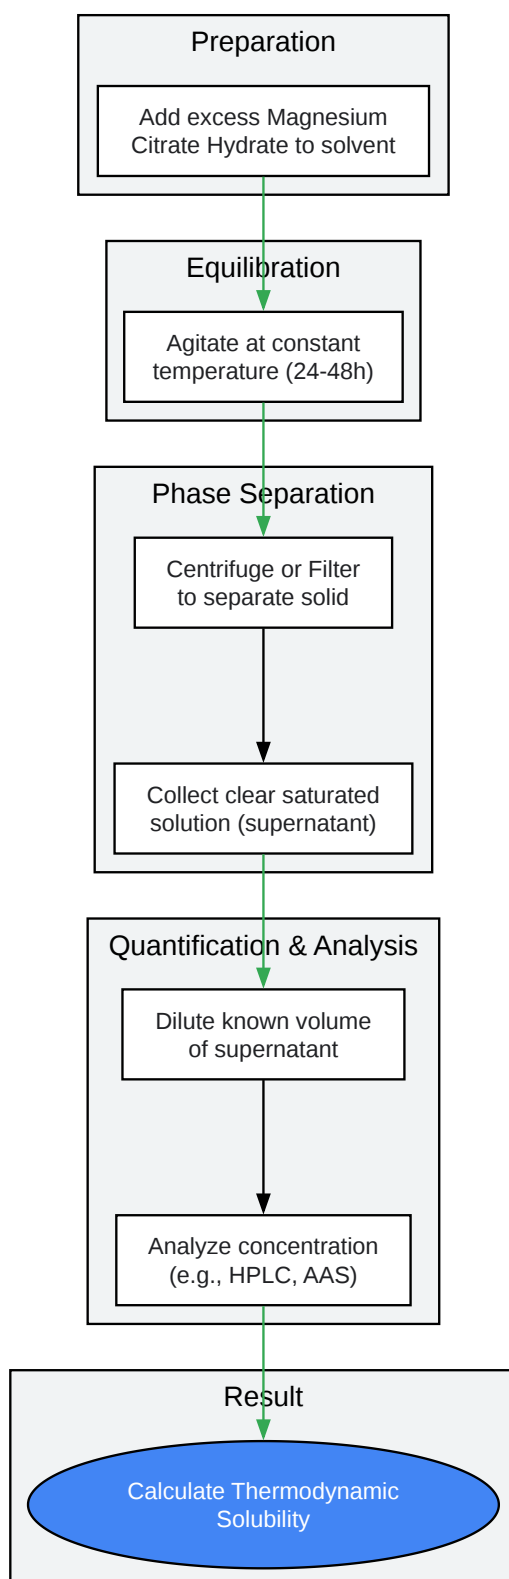 Preparation
Add excess Magnesium
Citrate Hydrate to solvent
Equilibration
Agitate at constant
temperature (24-48h)
Phase Separation
Centrifuge or Filter
to separate solid
Collect clear saturated
solution (supernatant)
Quantification & Analysis
Dilute known volume
of supernatant
Analyze concentration
(e.g., HPLC, AAS)
Result
Calculate Thermodynamic
Solubility